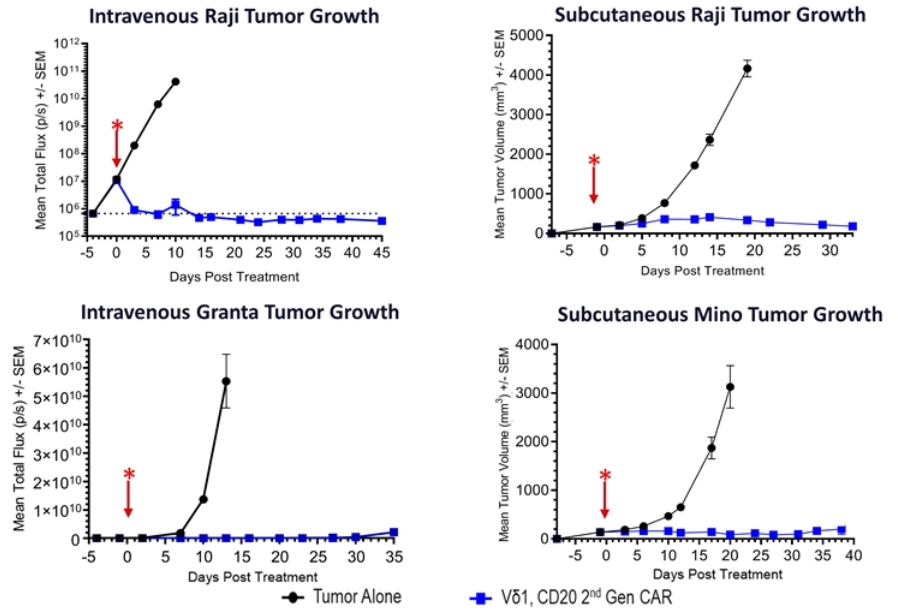 Intravenous Raji Tumor Growth
Mean Total Flux (p/s) +/- SEM
10¹²
10¹¹
10¹⁰
10⁹
10⁸
10⁷
10⁶
10⁵
*
-5 0 5 10 15 20 25 30 35 40 45
Days Post Treatment
Subcutaneous Raji Tumor Growth
Mean Tumor Volume (mm³) +/- SEM
5000
4000
3000
2000
1000
0
*
-5 0 5 10 15 20 25 30
Days Post Treatment
Intravenous Granta Tumor Growth
Mean Total Flux (p/s) +/- SEM
7×10¹⁰
6×10¹⁰
5×10¹⁰
4×10¹⁰
3×10¹⁰
2×10¹⁰
1×10¹⁰
0
*
-5 0 5 10 15 20 25 30 35
Days Post Treatment
Subcutaneous Mino Tumor Growth
Mean Tumor Volume (mm³) +/- SEM
4000
3000
2000
1000
0
*
-5 0 5 10 15 20 25 30 35 40
Days Post Treatment
Tumor Alone
Vδ1, CD20 2ⁿᵈ Gen CAR